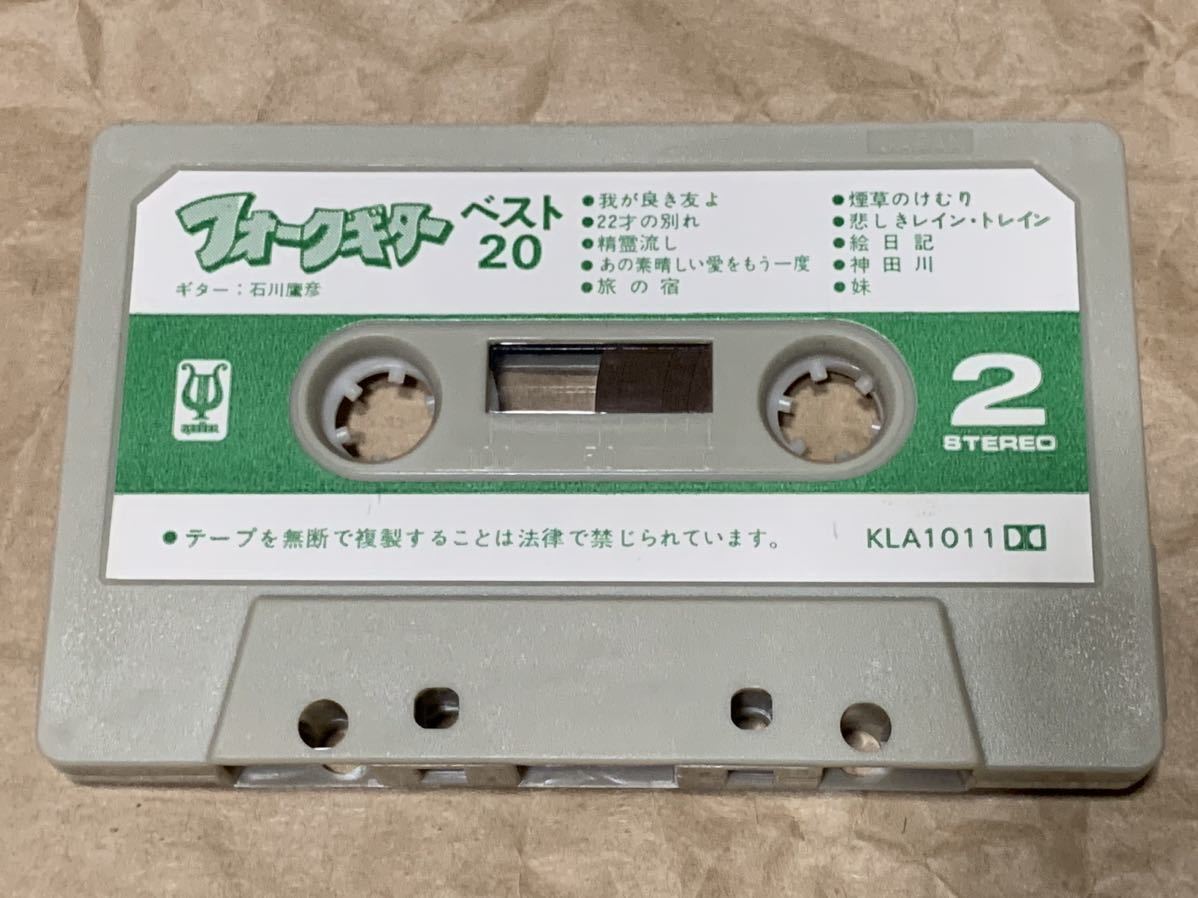 フォークギター ベスト20
ギター：石川鷹彦
●我が良き友よ
●22才の別れ
●精霊流し
●あの素晴しい愛をもう一度
●旅の宿
●煙草のけむり
●悲しきレイン・トレイン
●絵日記
●神田川
●妹
2
STEREO
●テープを無断で複製することは法律で禁じられています。
KLA1011